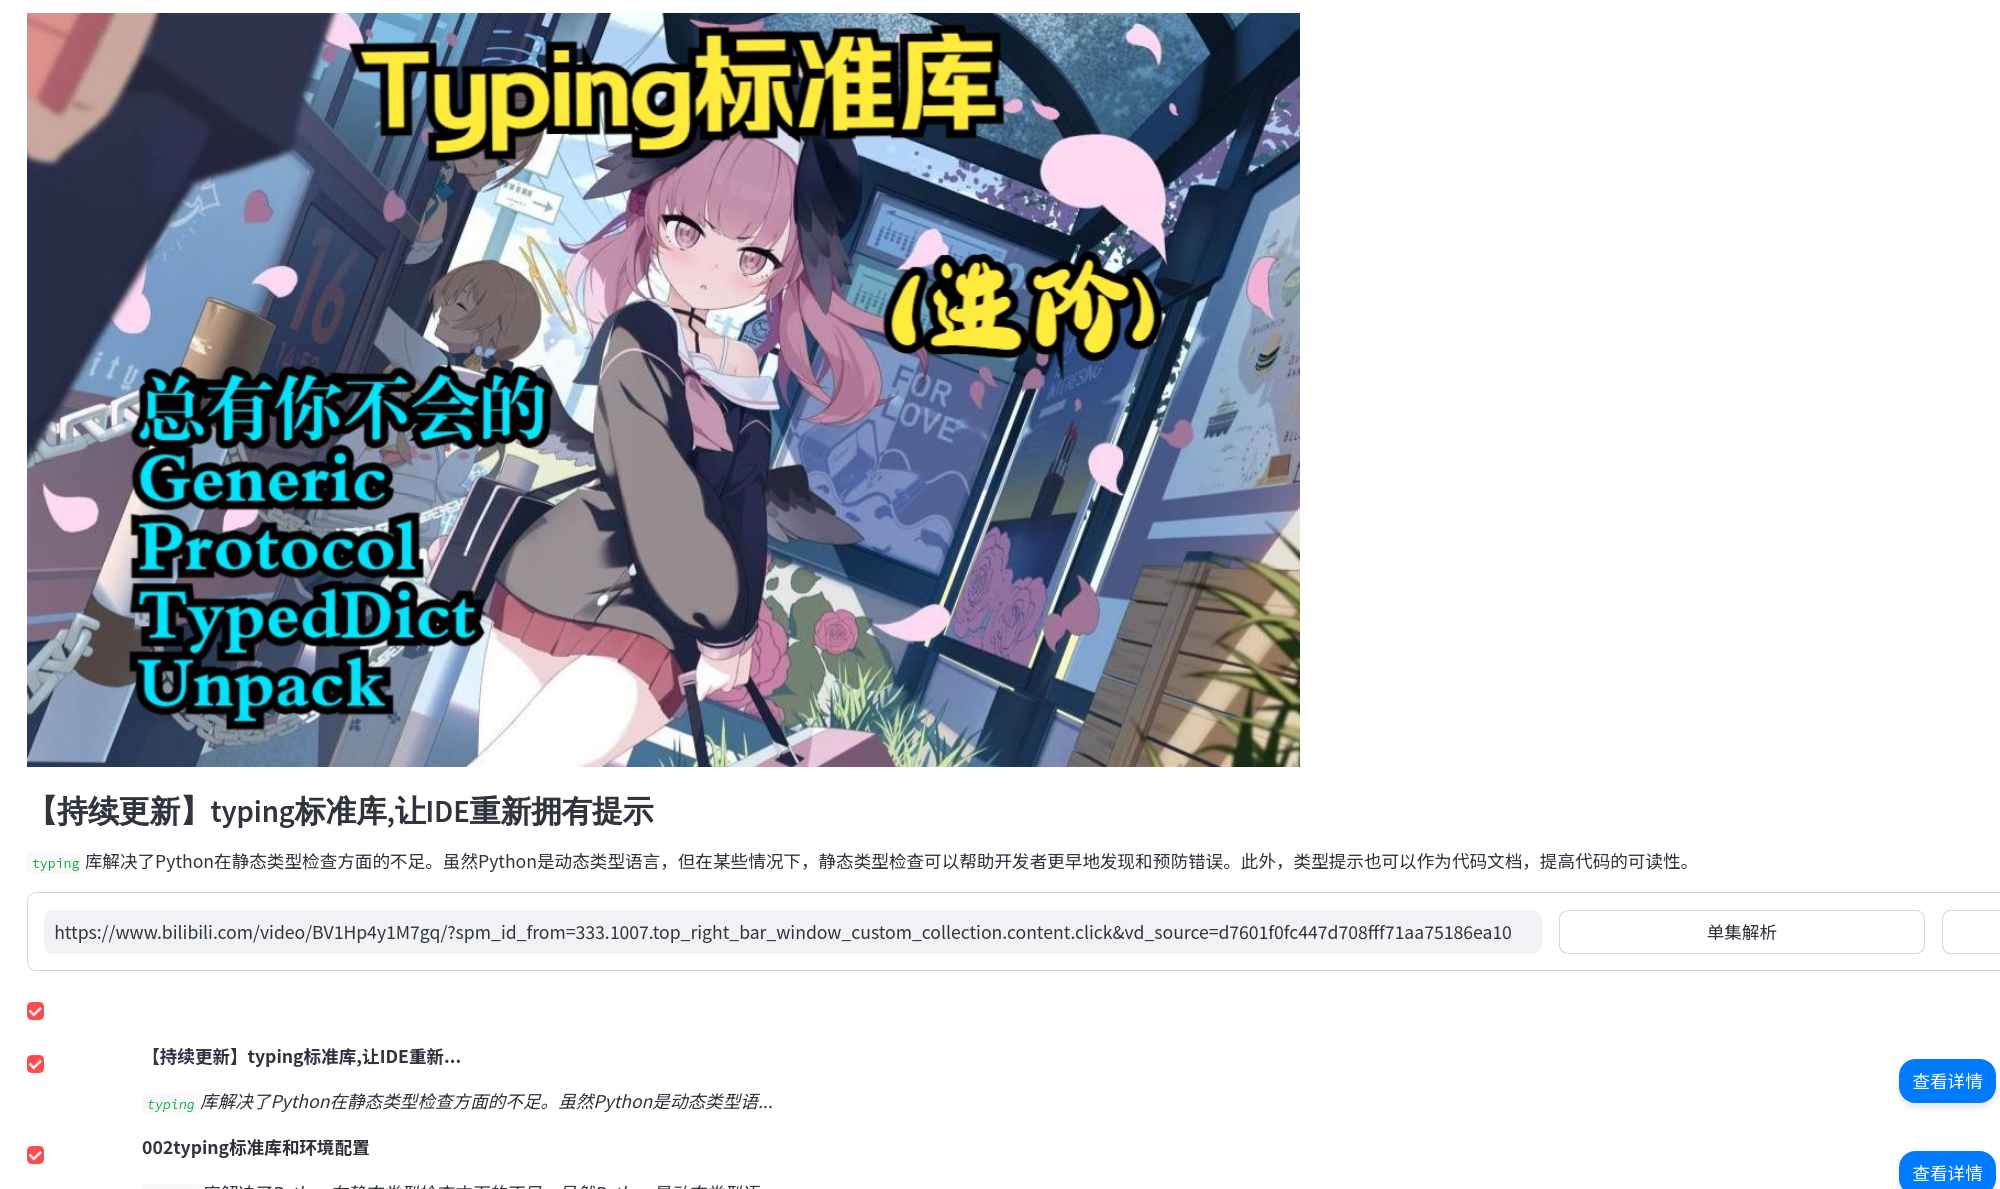 Typing标准库
(进阶)
16
14:52
FOR
LOVE
总有你不会的
Generic
Protocol
TypedDict
Unpack
【持续更新】typing标准库,让IDE重新拥有提示
typing 库解决了Python在静态类型检查方面的不足。虽然Python是动态类型语言，但在某些情况下，静态类型检查可以帮助开发者更早地发现和预防错误。此外，类型提示也可以作为代码文档，提高代码的可读性。
https://www.bilibili.com/video/BV1Hp4y1M7gq/?spm_id_from=333.1007.top_right_bar_window_custom_collection.content.click&vd_source=d7601f0fc447d708fff71aa75186ea10
单集解析
【持续更新】typing标准库,让IDE重新...
typing 库解决了Python在静态类型检查方面的不足。虽然Python是动态类型语...
查看详情
002typing标准库和环境配置
查看详情